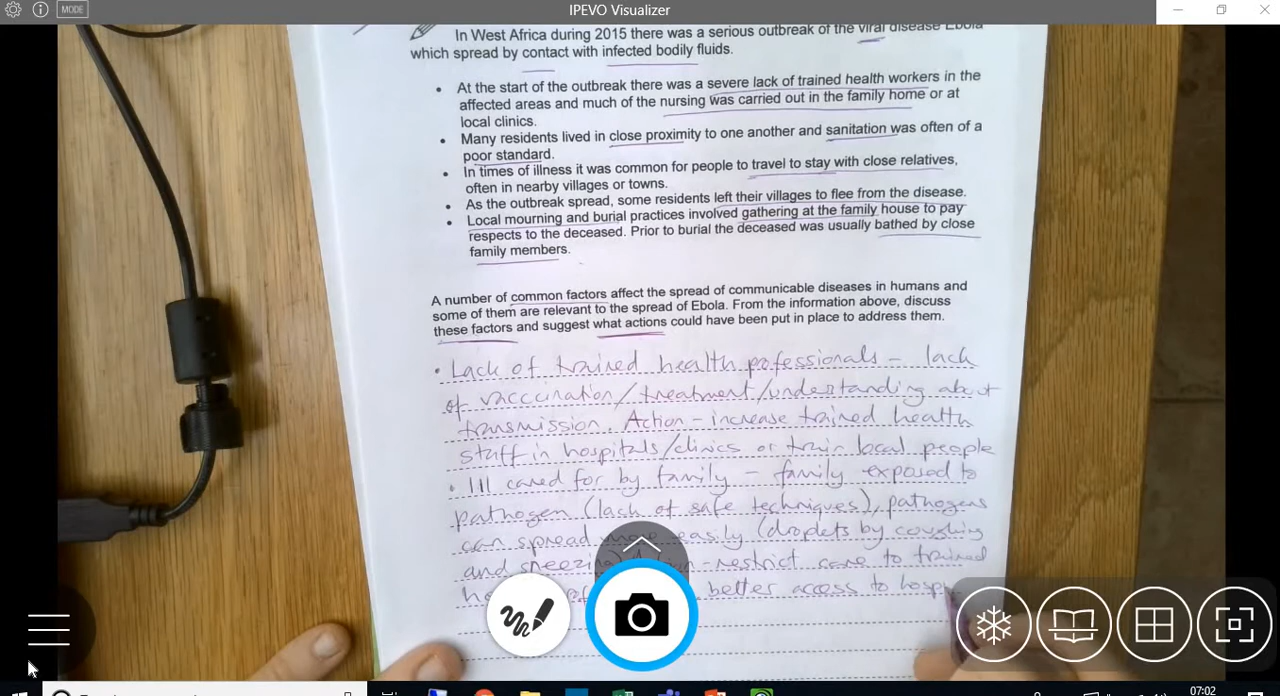 MODE
IPEVO Visualizer
In West Africa during 2015 there was a serious outbreak of the viral disease Ebola
which spread by contact with infected bodily fluids.
• At the start of the outbreak there was a severe lack of trained health workers in the
affected areas and much of the nursing was carried out in the family home or at
local clinics.
• Many residents lived in close proximity to one another and sanitation was often of a
poor standard.
• In times of illness it was common for people to travel to stay with close relatives,
often in nearby villages or towns.
• As the outbreak spread, some residents left their villages to flee from the disease.
• Local mourning and burial practices involved gathering at the family house to pay
respects to the deceased. Prior to burial the deceased was usually bathed by close
family members.
A number of common factors affect the spread of communicable diseases in humans and
some of them are relevant to the spread of Ebola. From the information above, discuss
these factors and suggest what actions could have been put in place to address them.
• Lack of trained health pofessionals – lack
of vaccination/treatment/understanding about
transmission. Action – increase trained health
staff in hospitals/clinics or train local people
• Ill cared for by family – family exposed to
pathogen (lack of safe techniques), pathogens
can spread more easily (droplets by coughing
and sneezing) -restrict care to trained
better access to hosp
07:02